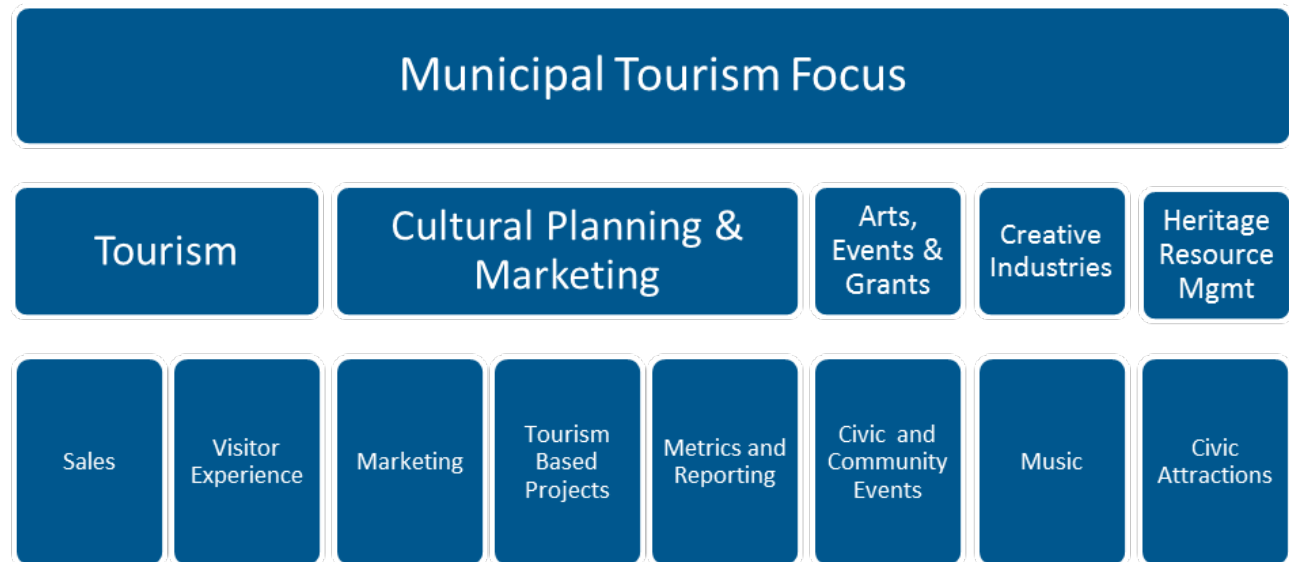 Municipal Tourism Focus
Tourism
Cultural Planning &
Marketing
Arts,
Events &
Grants
Creative
Industries
Heritage
Resource
Mgmt
Sales
Visitor
Experience
Marketing
Tourism
Based
Projects
Metrics and
Reporting
Civic and
Community
Events
Music
Civic
Attractions